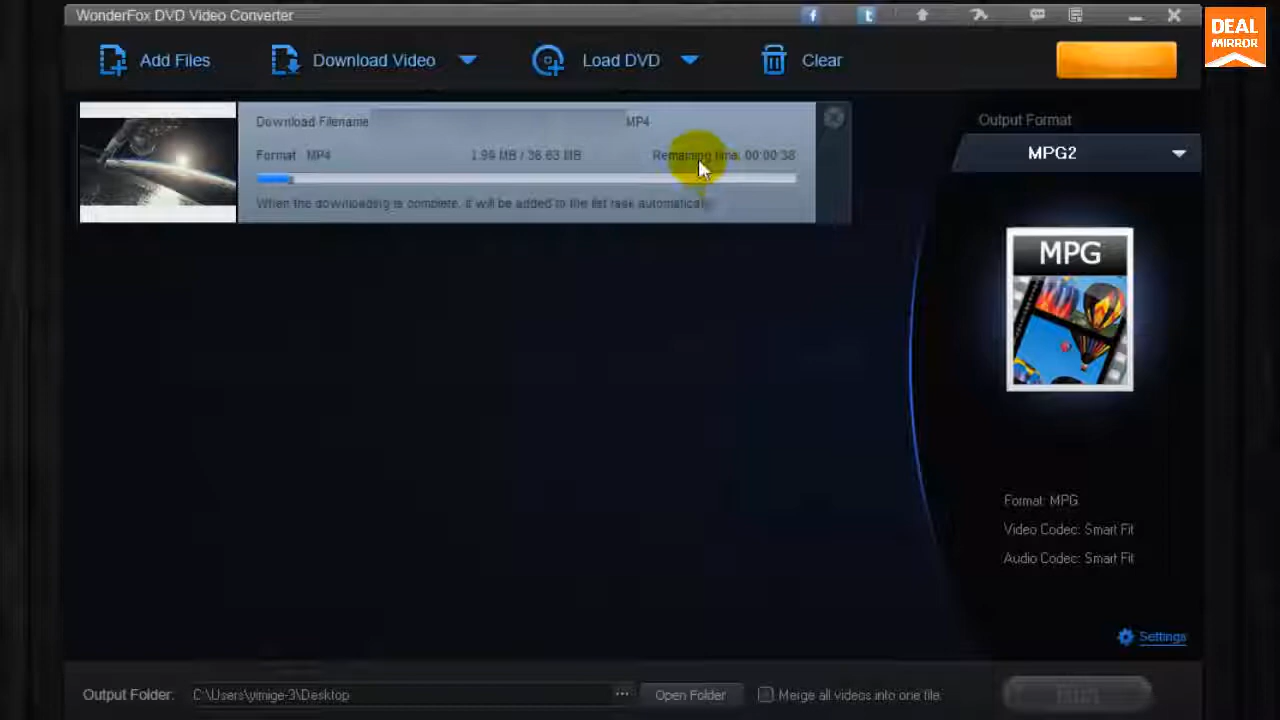 WonderFox DVD Video Converter
DEAL
MIRROR
Add Files
Download Video
Load DVD
Clear
Download Filename
MP4
Format MP4
1.99 MB / 36.63 MB
Remaining time: 00:00:38
When the downloading is complete, it will be added to the list task automatically
Output Format
MPG2
MPG
Format: MPG
Video Codec: Smart Fit
Audio Codec: Smart Fit
Settings
Output Folder:
C:\Users\yimige-3\Desktop
...
Open Folder
Merge all videos into one file.